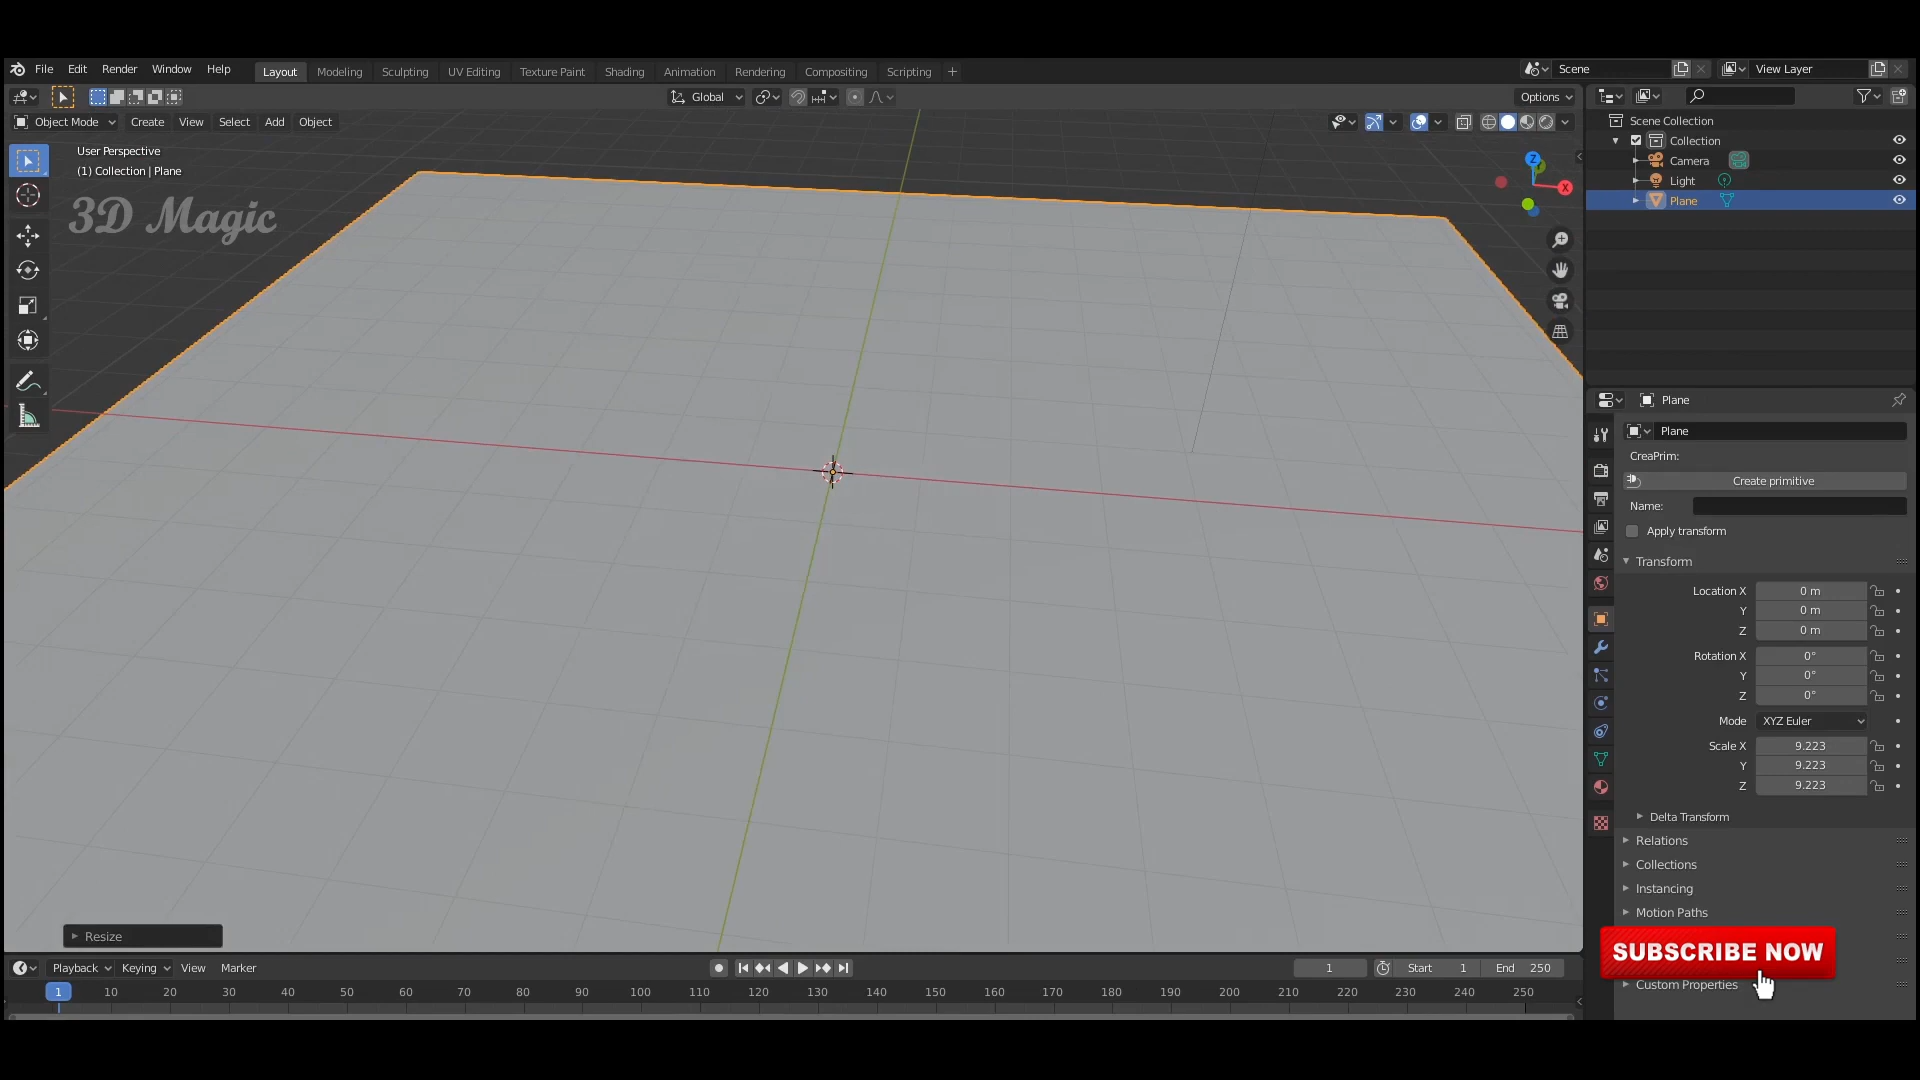 File Edit Render Window Help
Layout Modeling Sculpting UV Editing Texture Paint Shading Animation Rendering Compositing Scripting +
Scene
View Layer
Global
Options
Object Mode Create View Select Add Object
User Perspective
(1) Collection | Plane
3D Magic
Z
X
Scene Collection
Collection
Camera
Light
Plane
Plane
Plane
CreaPrim:
Create primitive
Name:
Apply transform
Transform
Location X 0 m
Y 0 m
Z 0 m
Rotation X 0°
Y 0°
Z 0°
Mode XYZ Euler
Scale X 9.223
Y 9.223
Z 9.223
Delta Transform
Relations
Collections
Instancing
Motion Paths
SUBSCRIBE NOW
Custom Properties
Resize
Playback Keying View Marker
1 Start 1 End 250
1 10 20 30 40 50 60 70 80 90 100 110 120 130 140 150 160 170 180 190 200 210 220 230 240 250